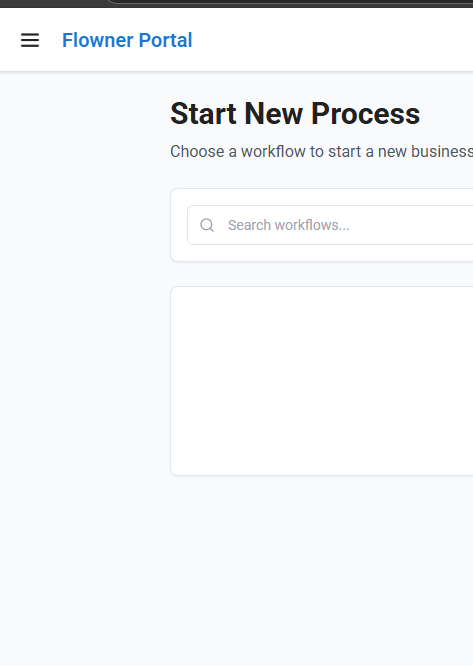 Flowner Portal
Start New Process
Choose a workflow to start a new business
Search workflows...